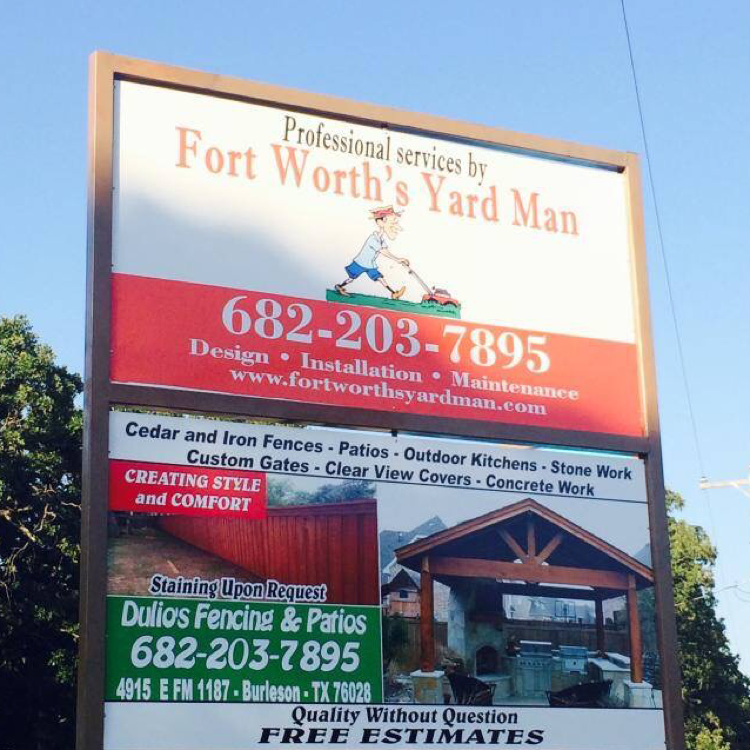 Professional services by
Fort Worth's Yard Man
682-203-7895
Design • Installation • Maintenance
www.fortworthsyardman.com
Cedar and Iron Fences - Patios - Outdoor Kitchens - Stone Work
Custom Gates - Clear View Covers - Concrete Work
CREATING STYLE
and COMFORT
Staining Upon Request
Dulio's Fencing & Patios
682-203-7895
4915 E FM 1187 - Burleson - TX 76028
Quality Without Question
FREE ESTIMATES